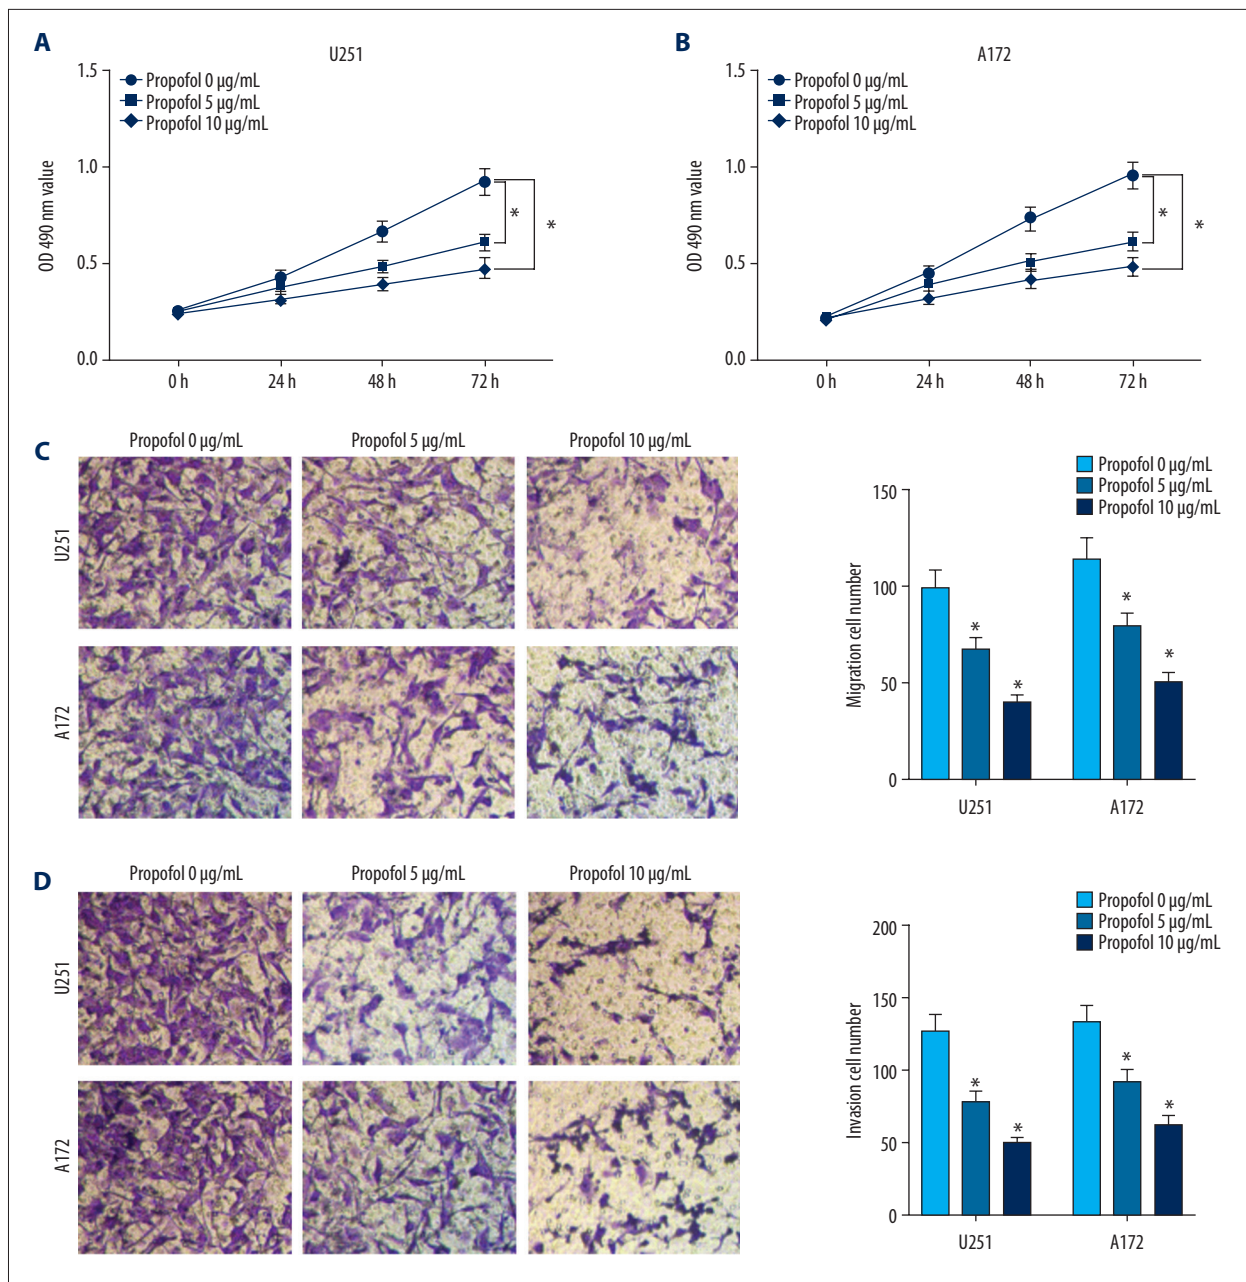 A
U251
1.5
1.0
0.5
0.0
OD 490 nm value
Propofol 0 µg/mL
Propofol 5 µg/mL
Propofol 10 µg/mL
*
*
0 h 24 h 48 h 72 h
B
A172
1.5
1.0
0.5
0.0
OD 490 nm value
Propofol 0 µg/mL
Propofol 5 µg/mL
Propofol 10 µg/mL
*
*
0 h 24 h 48 h 72 h
C
Propofol 0 µg/mL Propofol 5 µg/mL Propofol 10 µg/mL
U251
A172
Propofol 0 µg/mL
Propofol 5 µg/mL
Propofol 10 µg/mL
150
100
50
0
Migration cell number
* * * *
U251 A172
D
Propofol 0 µg/mL Propofol 5 µg/mL Propofol 10 µg/mL
U251
A172
Propofol 0 µg/mL
Propofol 5 µg/mL
Propofol 10 µg/mL
200
150
100
50
0
Invasion cell number
* * * *
U251 A172